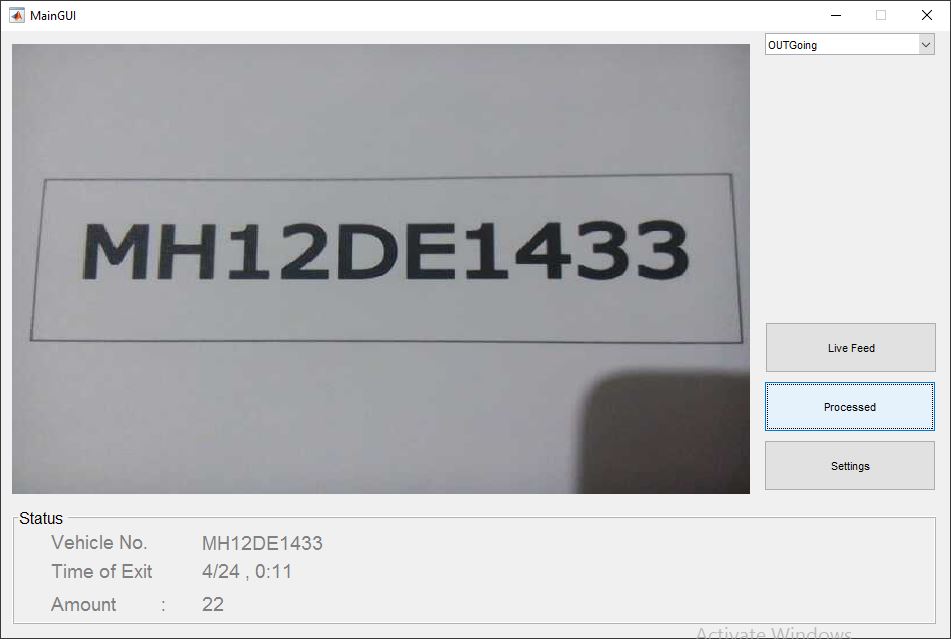 MainGUI
OUTGoing
MH12DE1433
Live Feed
Processed
Settings
Status
Vehicle No. MH12DE1433
Time of Exit 4/24 , 0:11
Amount : 22
Activate Windows